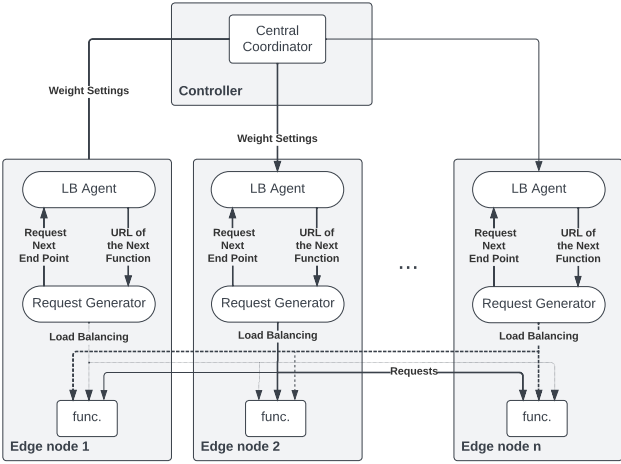 Central
Coordinator
Controller
Weight Settings
Weight Settings
LB Agent
LB Agent
LB Agent
Request
Next
End Point
URL of
the Next
Function
Request
Next
End Point
URL of
the Next
Function
...
Request
Next
End Point
URL of
the Next
Function
Request Generator
Request Generator
Request Generator
Load Balancing
Load Balancing
Load Balancing
Requests
func.
func.
func.
Edge node 1
Edge node 2
Edge node n